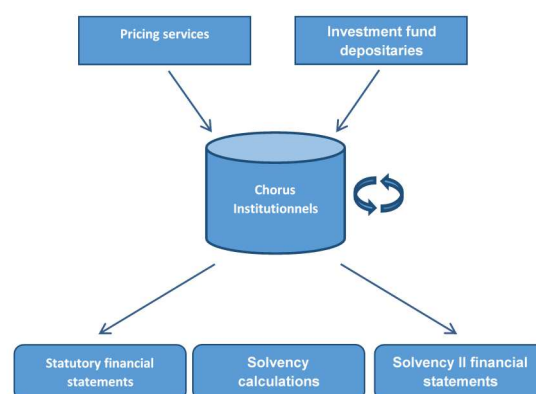 Pricing services
Investment fund
depositaries
Chorus
Institutionnels
Statutory financial
statements
Solvency
calculations
Solvency II financial
statements